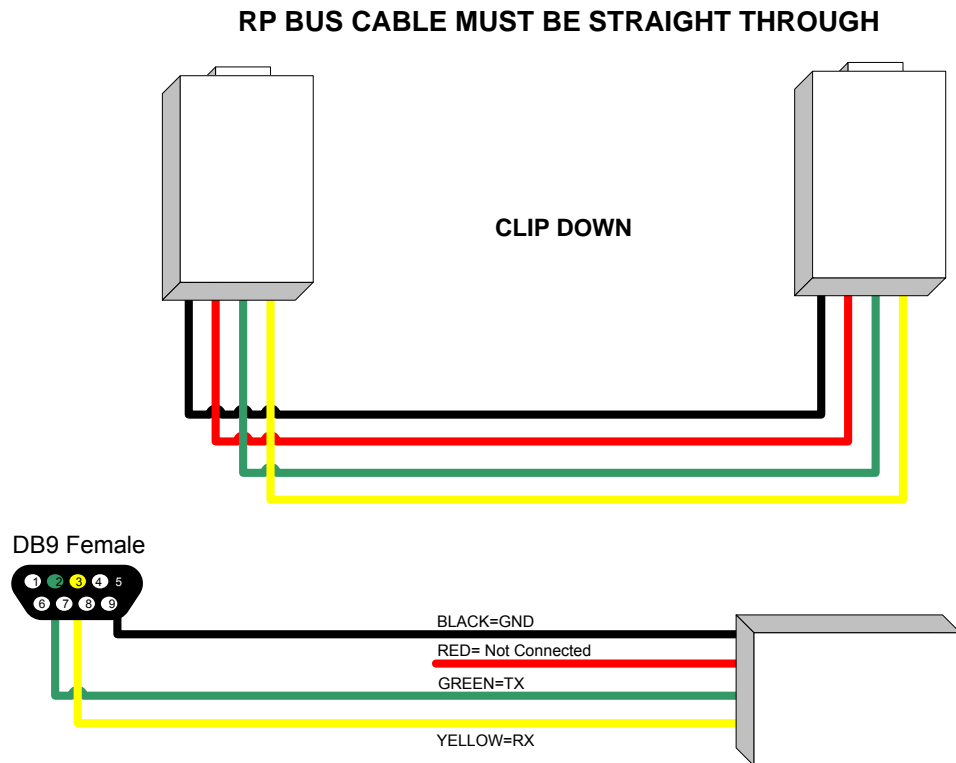 RP BUS CABLE MUST BE STRAIGHT THROUGH
CLIP DOWN
DB9 Female
1 2 3 4 5
6 7 8 9
BLACK=GND
RED= Not Connected
GREEN=TX
YELLOW=RX